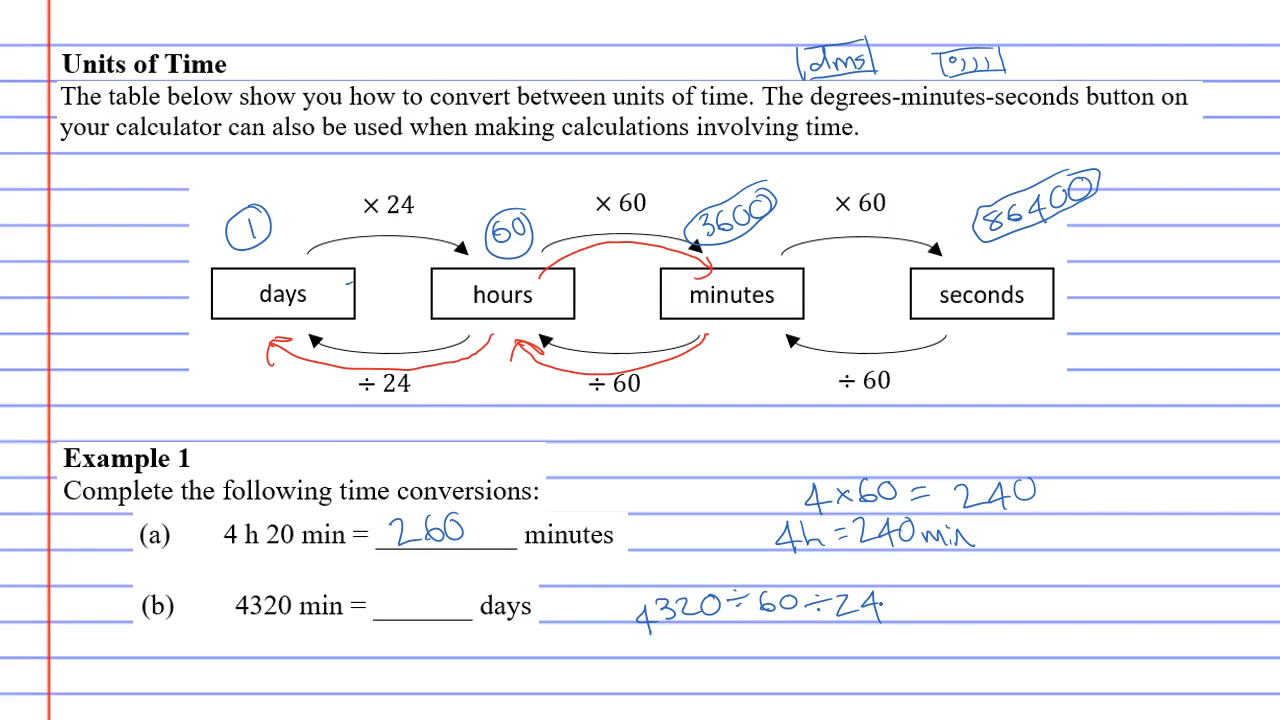 dms ° ' ' '
Units of Time
The table below show you how to convert between units of time. The degrees-minutes-seconds button on
your calculator can also be used when making calculations involving time.
× 24 × 60 × 60
1 60 3600 86400
days hours minutes seconds
÷ 24 ÷ 60 ÷ 60
Example 1
Complete the following time conversions:
4×60 = 240
(a) 4 h 20 min = 260 minutes
4h = 240 min
(b) 4320 min = ______ days
4320÷60÷24